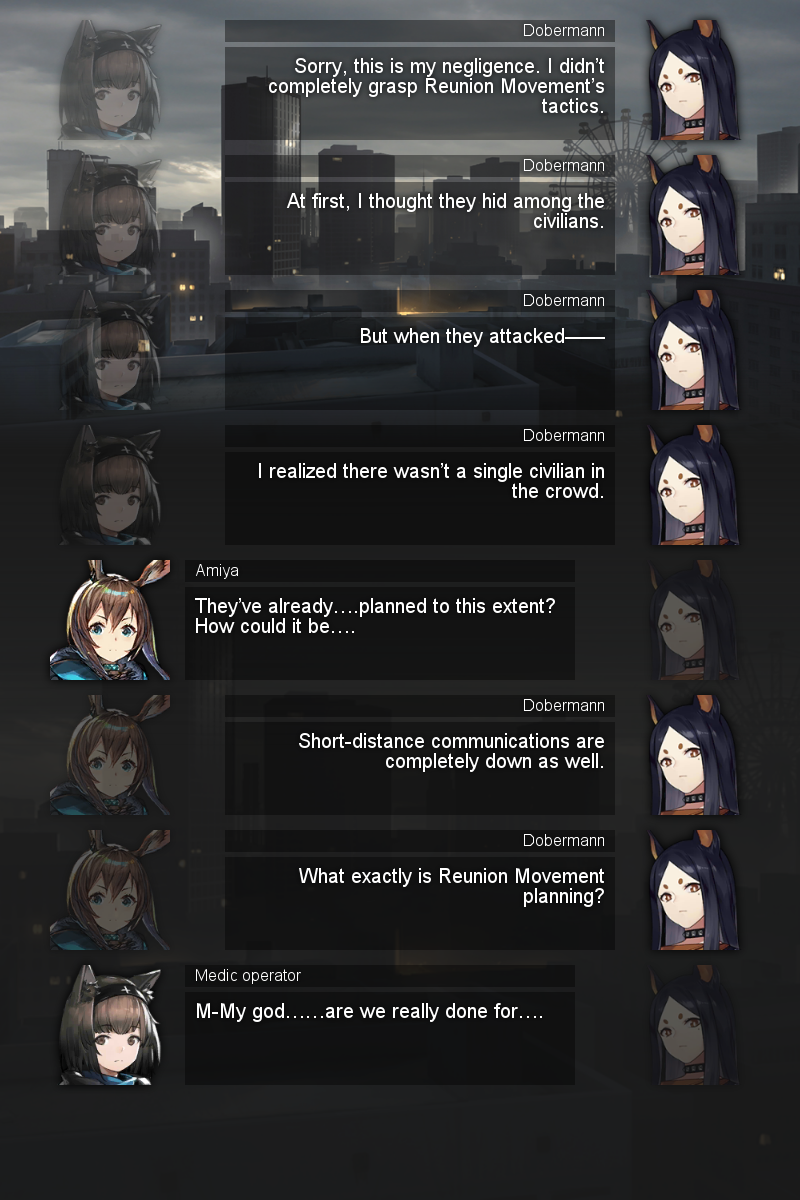 Dobermann
Sorry, this is my negligence. I didn't
completely grasp Reunion Movement's
tactics.
Dobermann
At first, I thought they hid among the
civilians.
Dobermann
But when they attacked——
Dobermann
I realized there wasn't a single civilian in
the crowd.
Amiya
They've already....planned to this extent?
How could it be....
Dobermann
Short-distance communications are
completely down as well.
Dobermann
What exactly is Reunion Movement
planning?
Medic operator
M-My god......are we really done for....